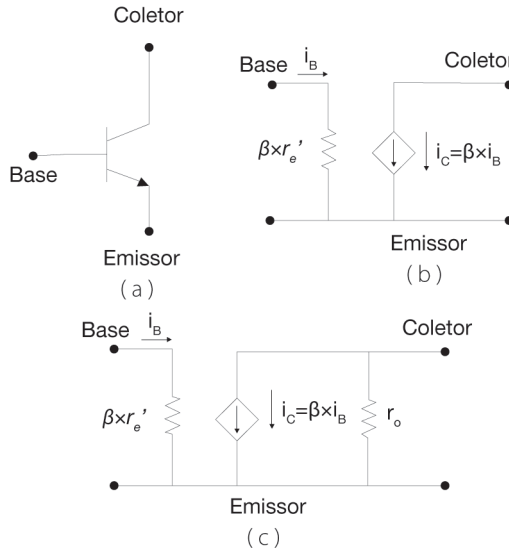 Coletor
Base
Emissor
(a)
Base
i_B
Coletor
β×r_e'
i_C=β×i_B
Emissor
(b)
Base
i_B
Coletor
β×r_e'
i_C=β×i_B
r_o
Emissor
(c)